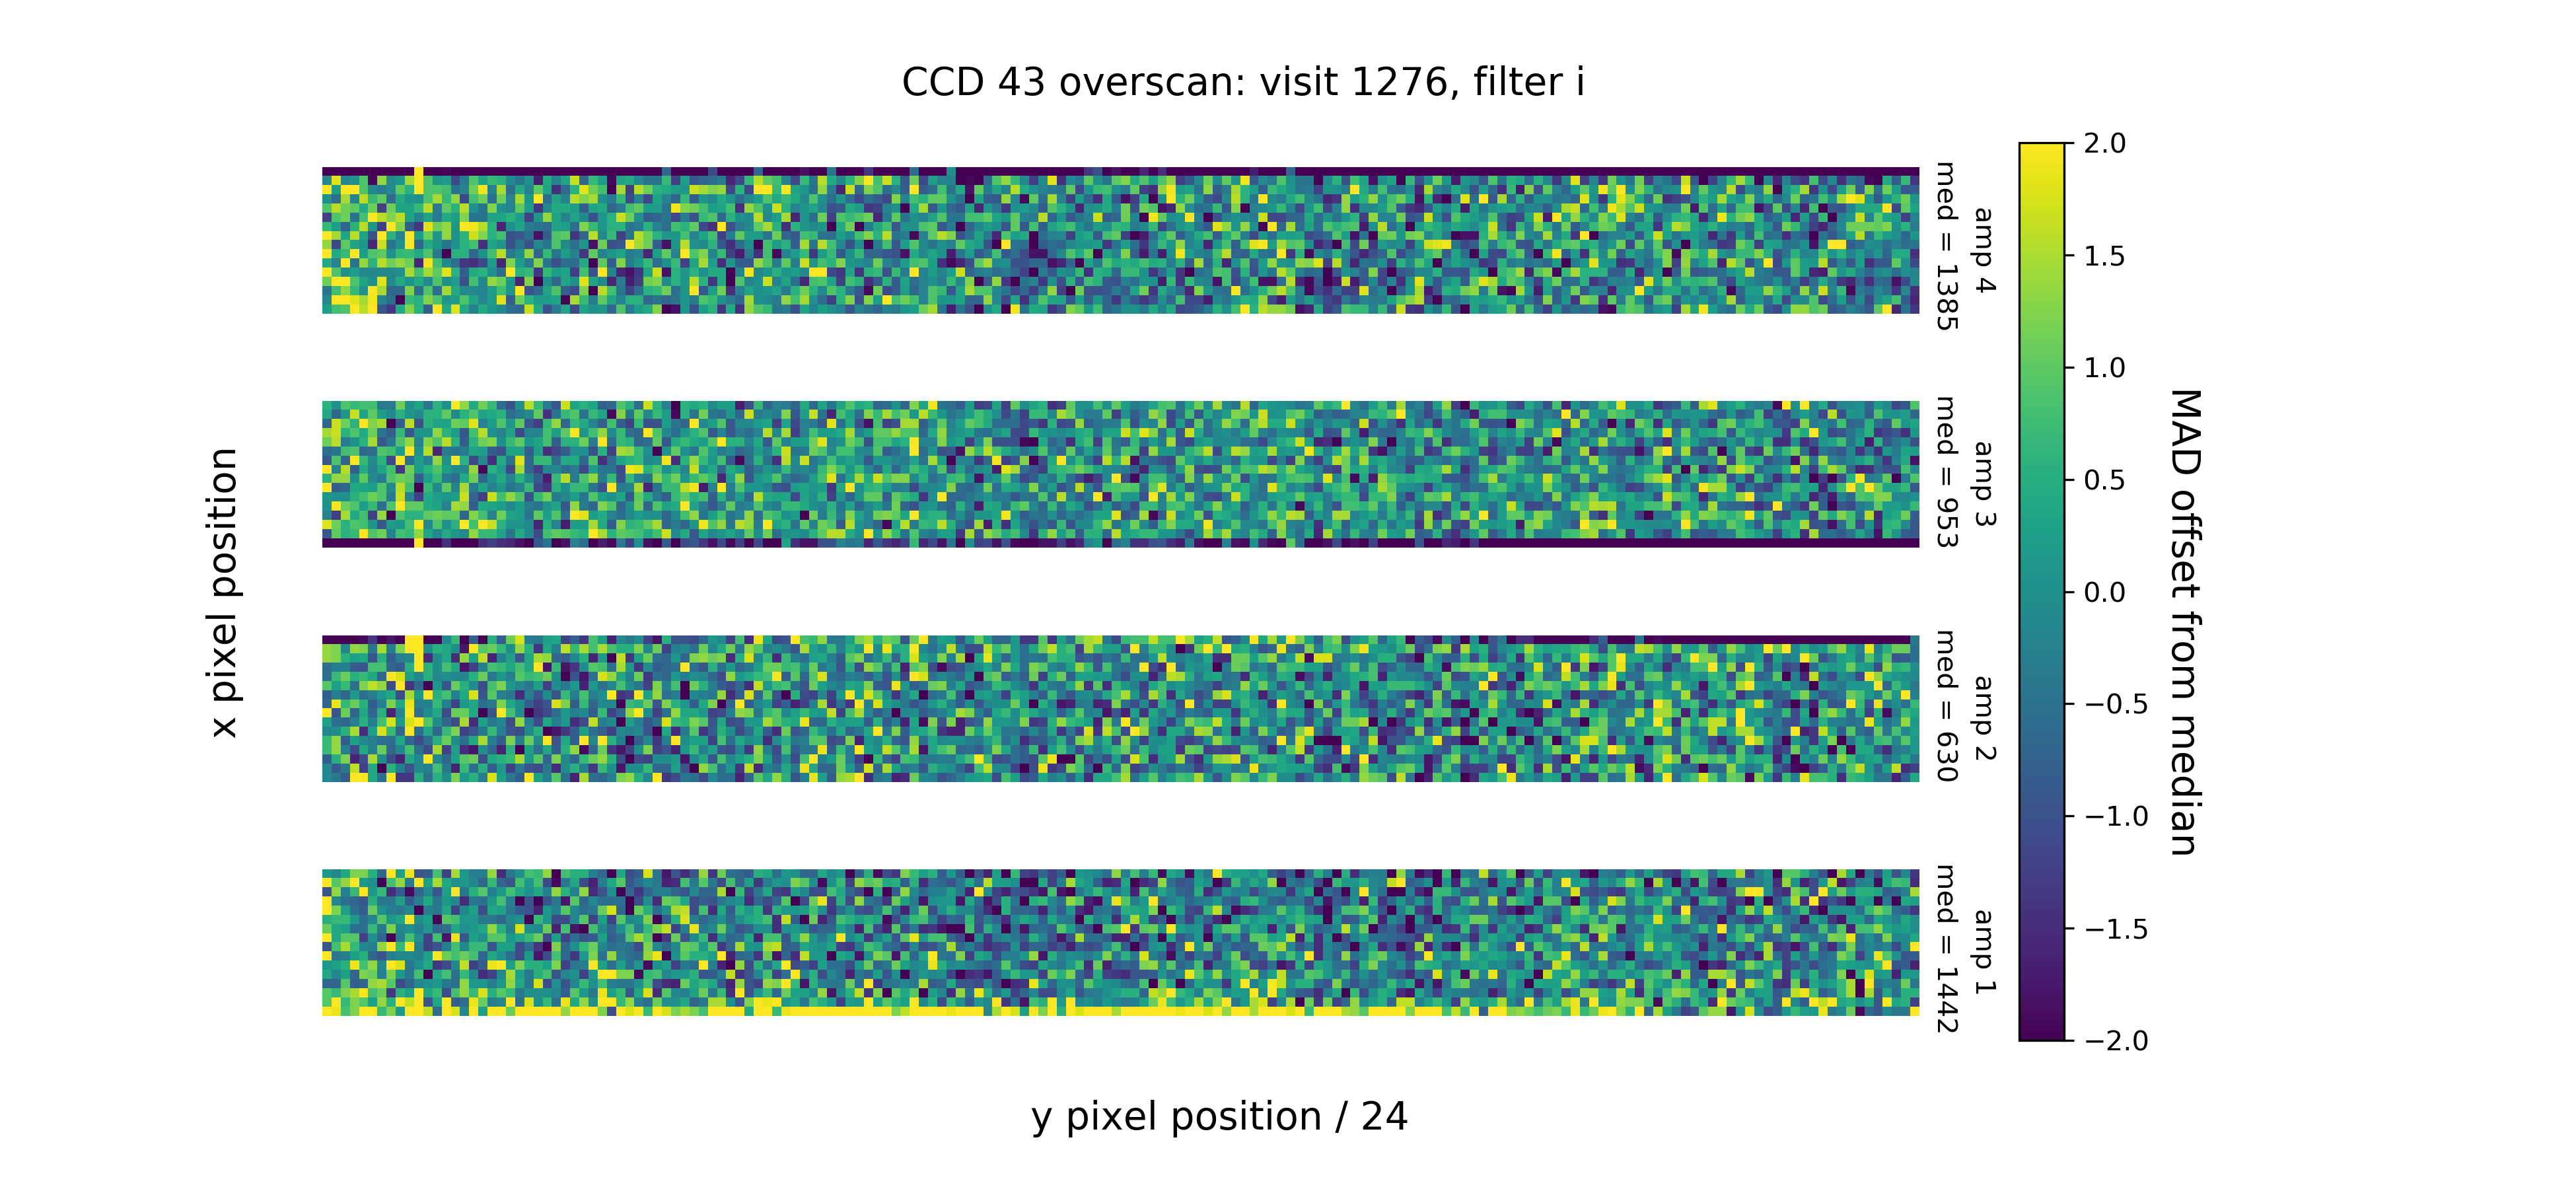 CCD 43 overscan: visit 1276, filter i
x pixel position
amp 4
med = 1385
amp 3
med = 953
amp 2
med = 630
amp 1
med = 1442
y pixel position / 24
2.0
1.5
1.0
0.5
0.0
−0.5
−1.0
−1.5
−2.0
MAD offset from median